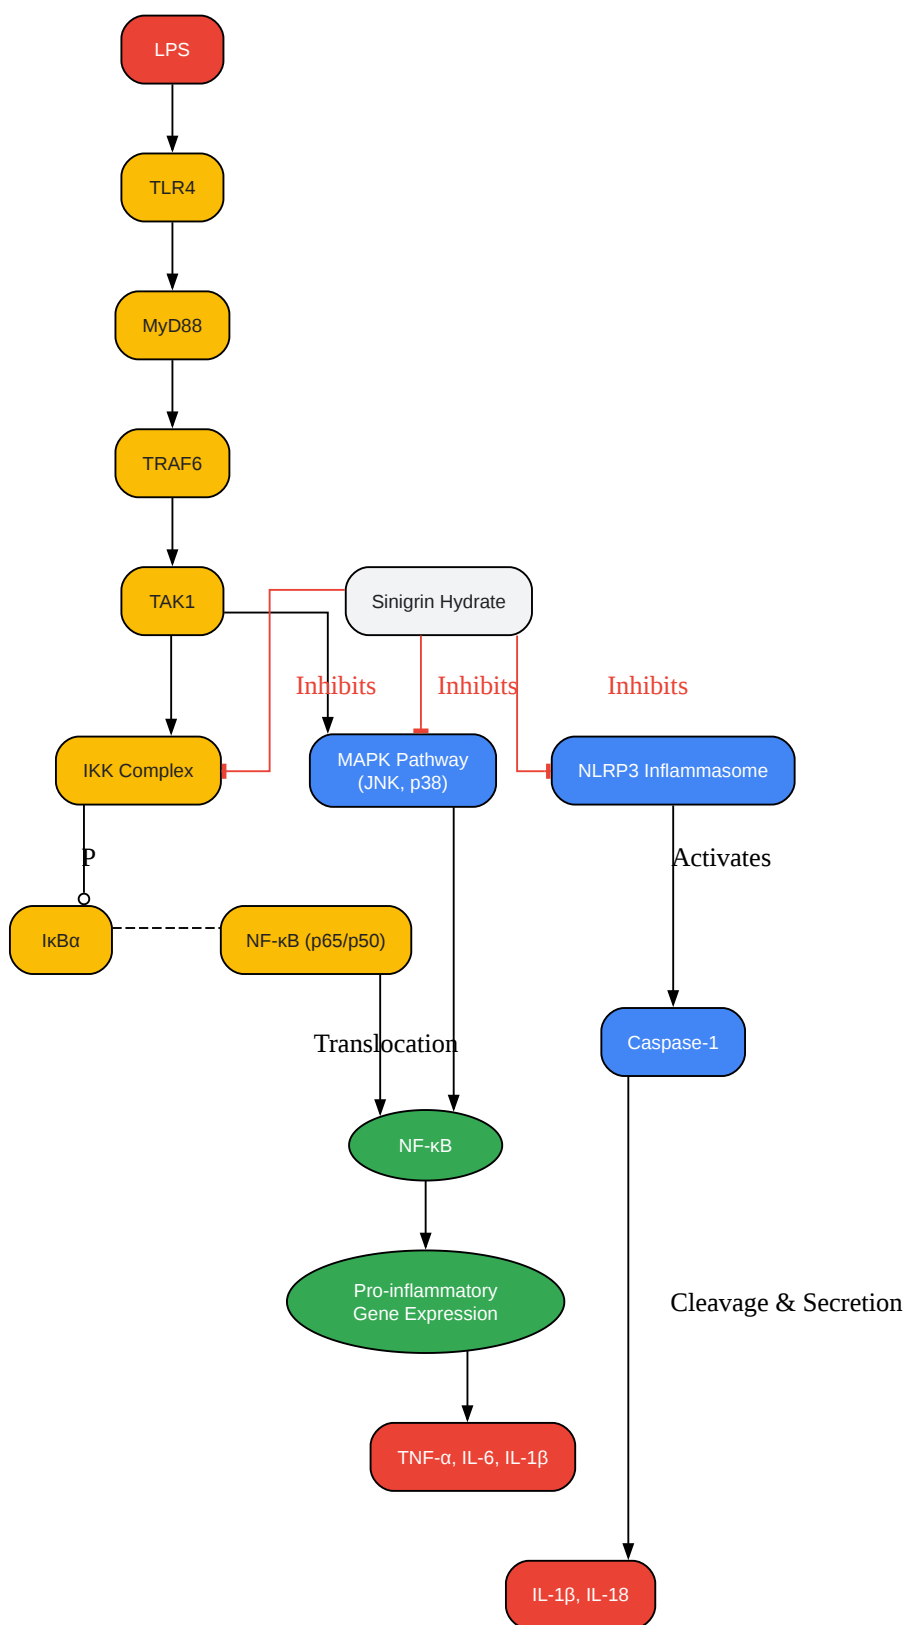 LPS
TLR4
MyD88
TRAF6
TAK1
Sinigrin Hydrate
Inhibits
Inhibits
Inhibits
IKK Complex
MAPK Pathway
(JNK, p38)
NLRP3 Inflammasome
P
Activates
IκBα
NF-κB (p65/p50)
Translocation
Caspase-1
NF-κB
Pro-inflammatory
Gene Expression
Cleavage & Secretion
TNF-α, IL-6, IL-1β
IL-1β, IL-18